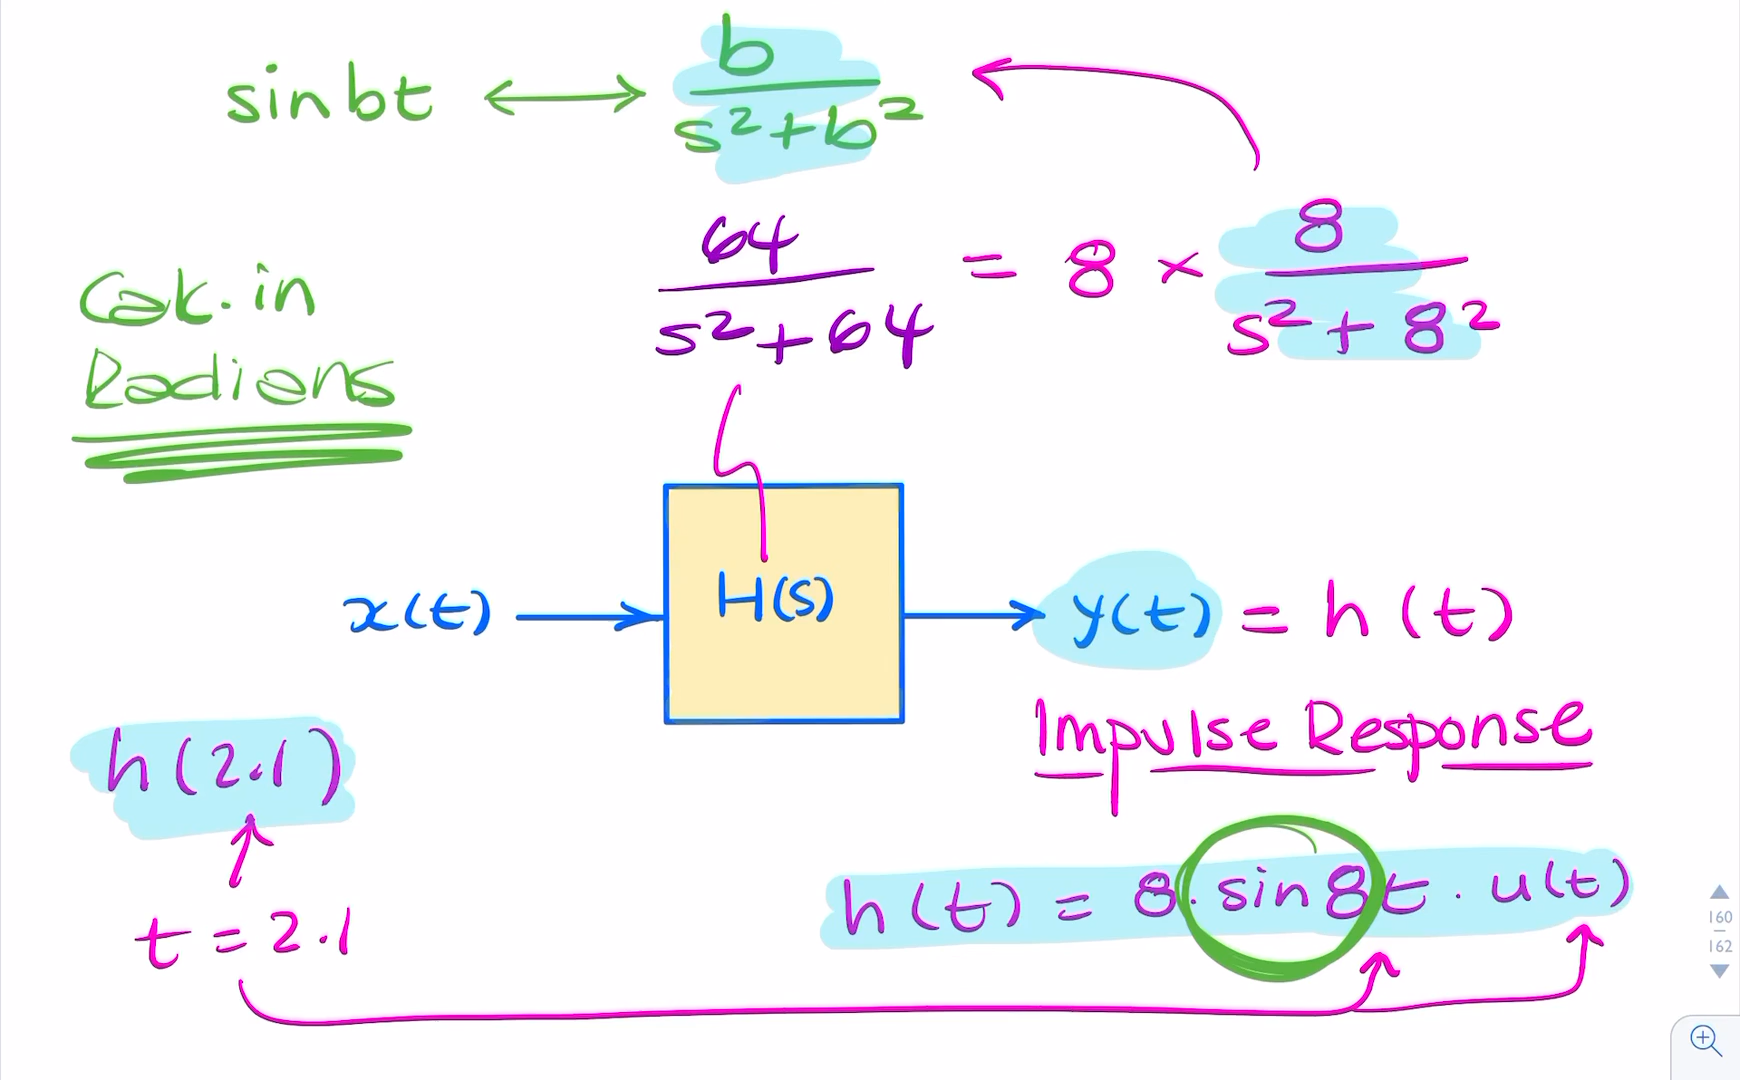 sin bt ⟷ b / s² + b²
64 / s² + 64 = 8 × 8 / s² + 8²
Calc. in
Radians
H(s)
x(t) → y(t) = h(t)
Impulse Response
h(2.1)
h(t) = 8 . sin 8t . u(t)
t = 2.1
160
162